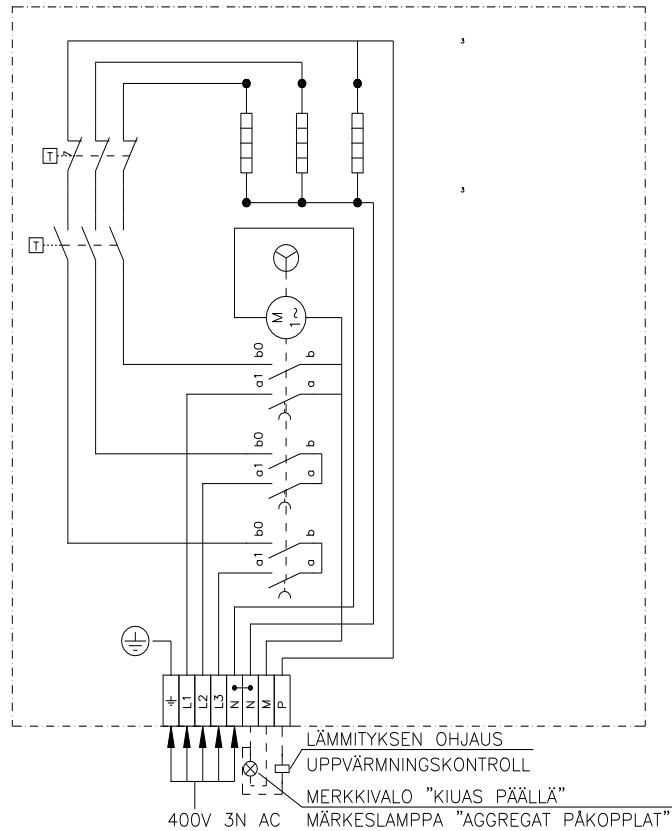 3
T
3
T
M
1~
b0
b
a1
a
b0
b
a1
a
b0
b
a1
a
L1
L2
L3
N
N
M
P
LÄMMITYKSEN OHJAUS
UPPVÄRMNINGSKONTROLL
MERKKIVALO "KIUAS PÄÄLLÄ"
400V 3N AC MÄRKESLAMPPA "AGGREGAT PÅKOPPLAT"